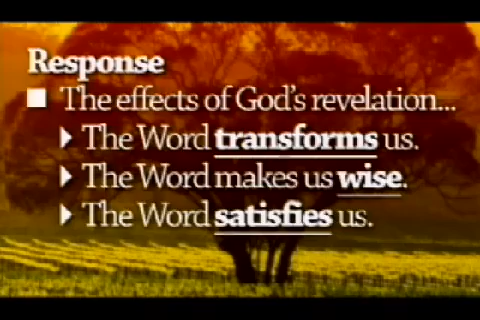 Response
The effects of God's revelation...
The Word transforms us.
The Word makes us wise.
The Word satisfies us.